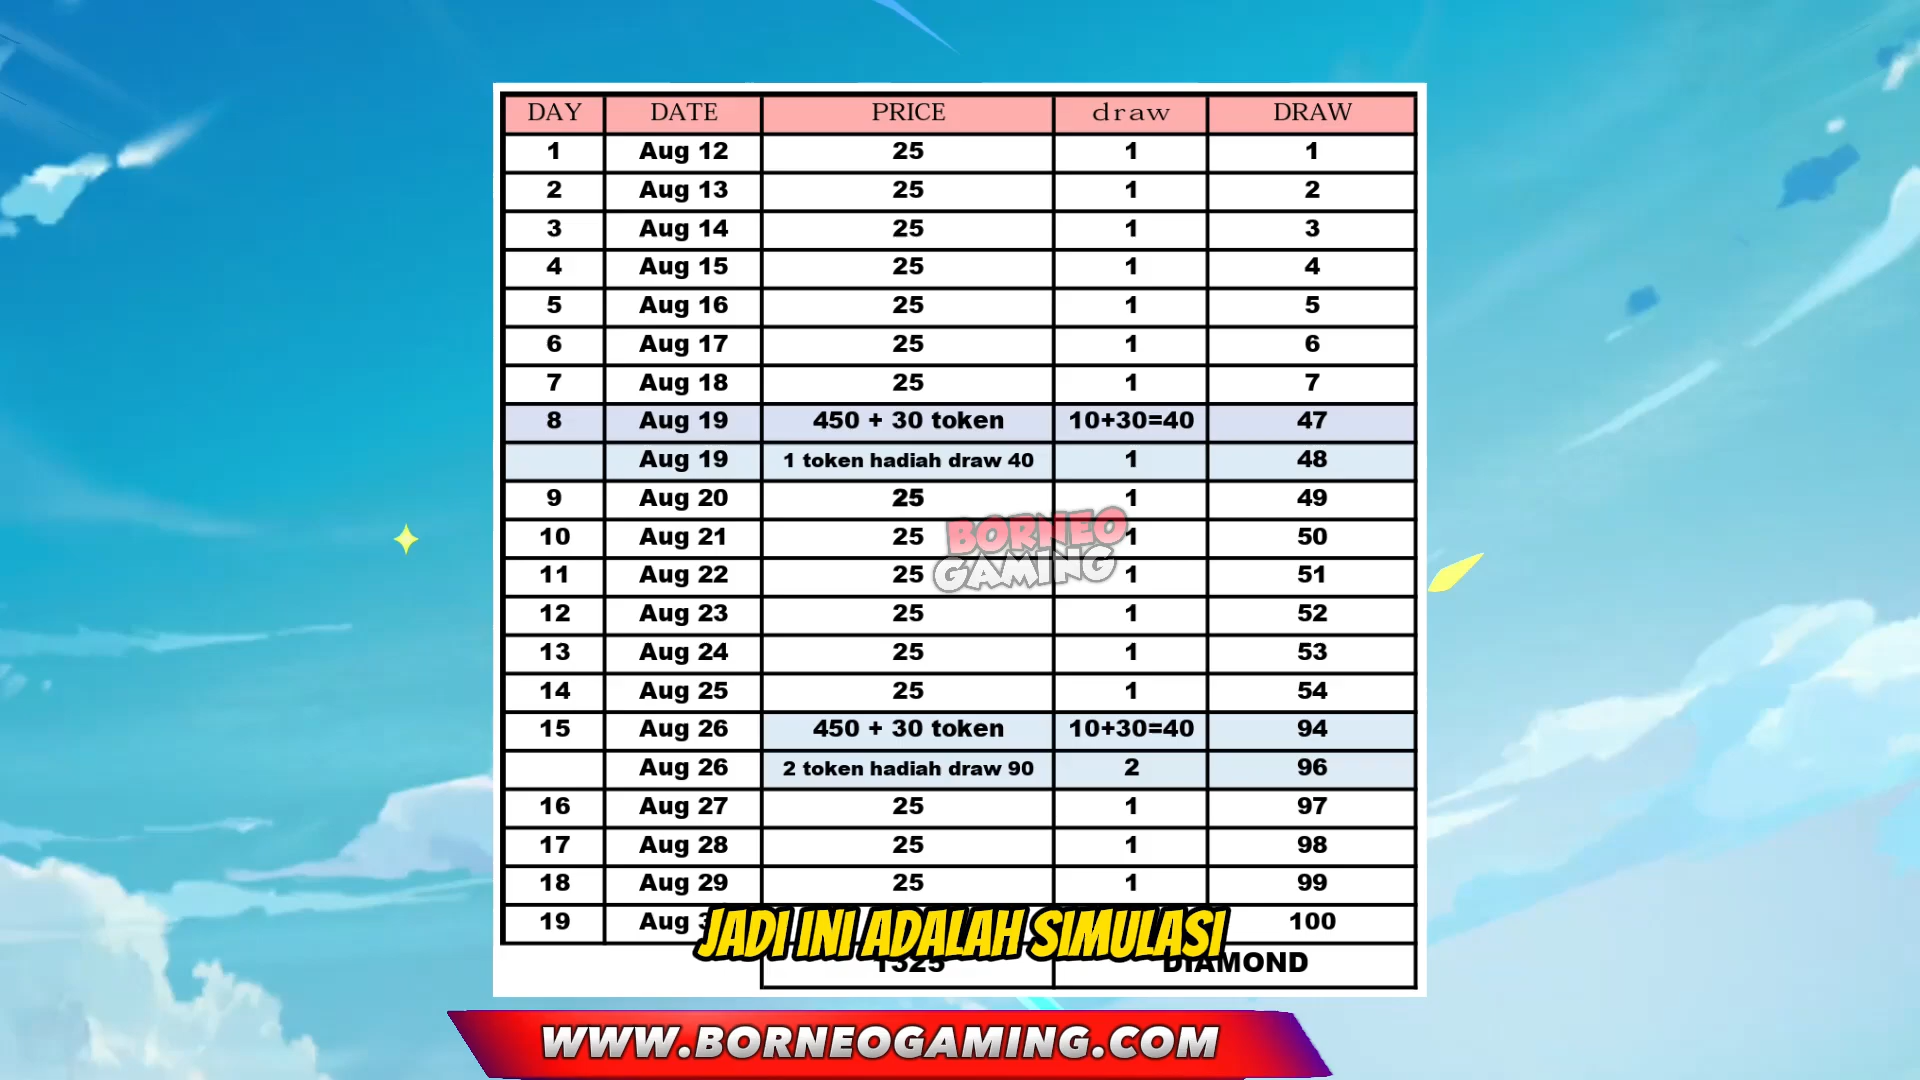 DAY DATE PRICE draw DRAW
1 Aug 12 25 1 1
2 Aug 13 25 1 2
3 Aug 14 25 1 3
4 Aug 15 25 1 4
5 Aug 16 25 1 5
6 Aug 17 25 1 6
7 Aug 18 25 1 7
8 Aug 19 450 + 30 token 10+30=40 47
Aug 19 1 token hadiah draw 40 1 48
9 Aug 20 25 1 49
10 Aug 21 25 1 50
11 Aug 22 25 1 51
12 Aug 23 25 1 52
13 Aug 24 25 1 53
14 Aug 25 25 1 54
15 Aug 26 450 + 30 token 10+30=40 94
Aug 26 2 token hadiah draw 90 2 96
16 Aug 27 25 1 97
17 Aug 28 25 1 98
18 Aug 29 25 1 99
19 Aug 100
1325 DIAMOND
BORNEO
GAMING
JADI INI ADALAH SIMULASI
WWW.BORNEOGAMING.COM